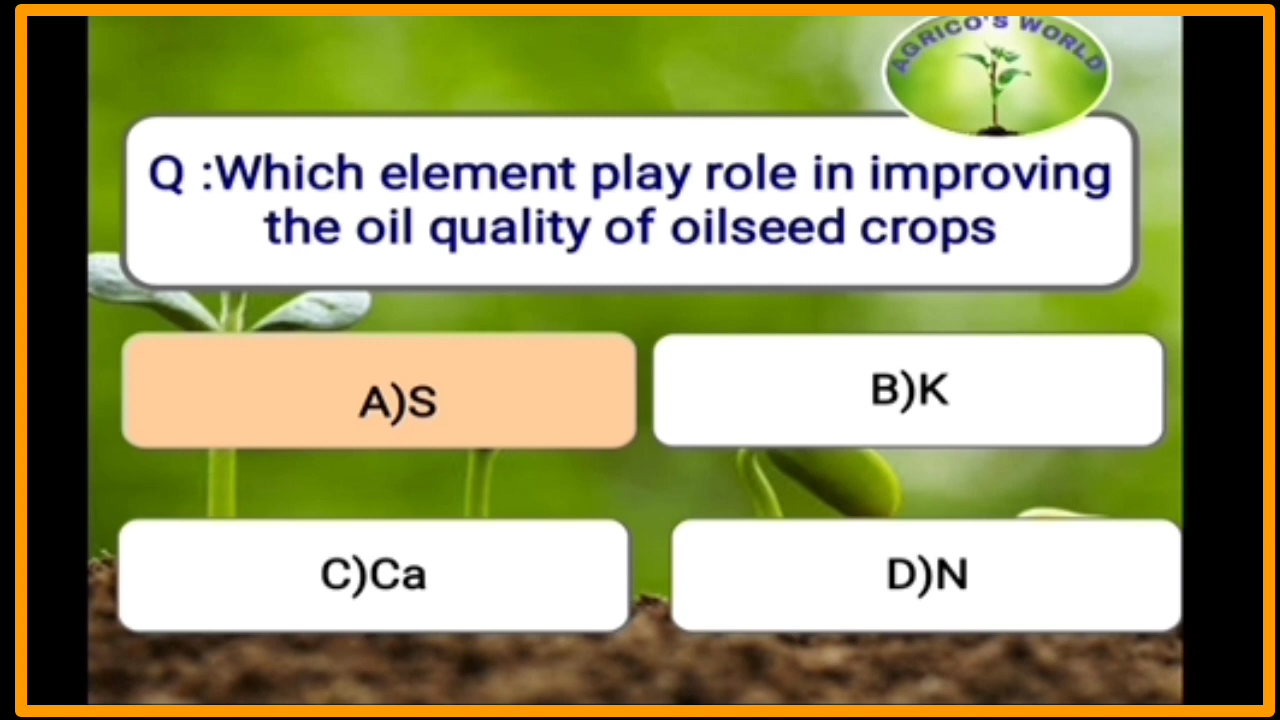 AGRICO'S WORLD
Q :Which element play role in improving
the oil quality of oilseed crops
A)S
B)K
C)Ca
D)N